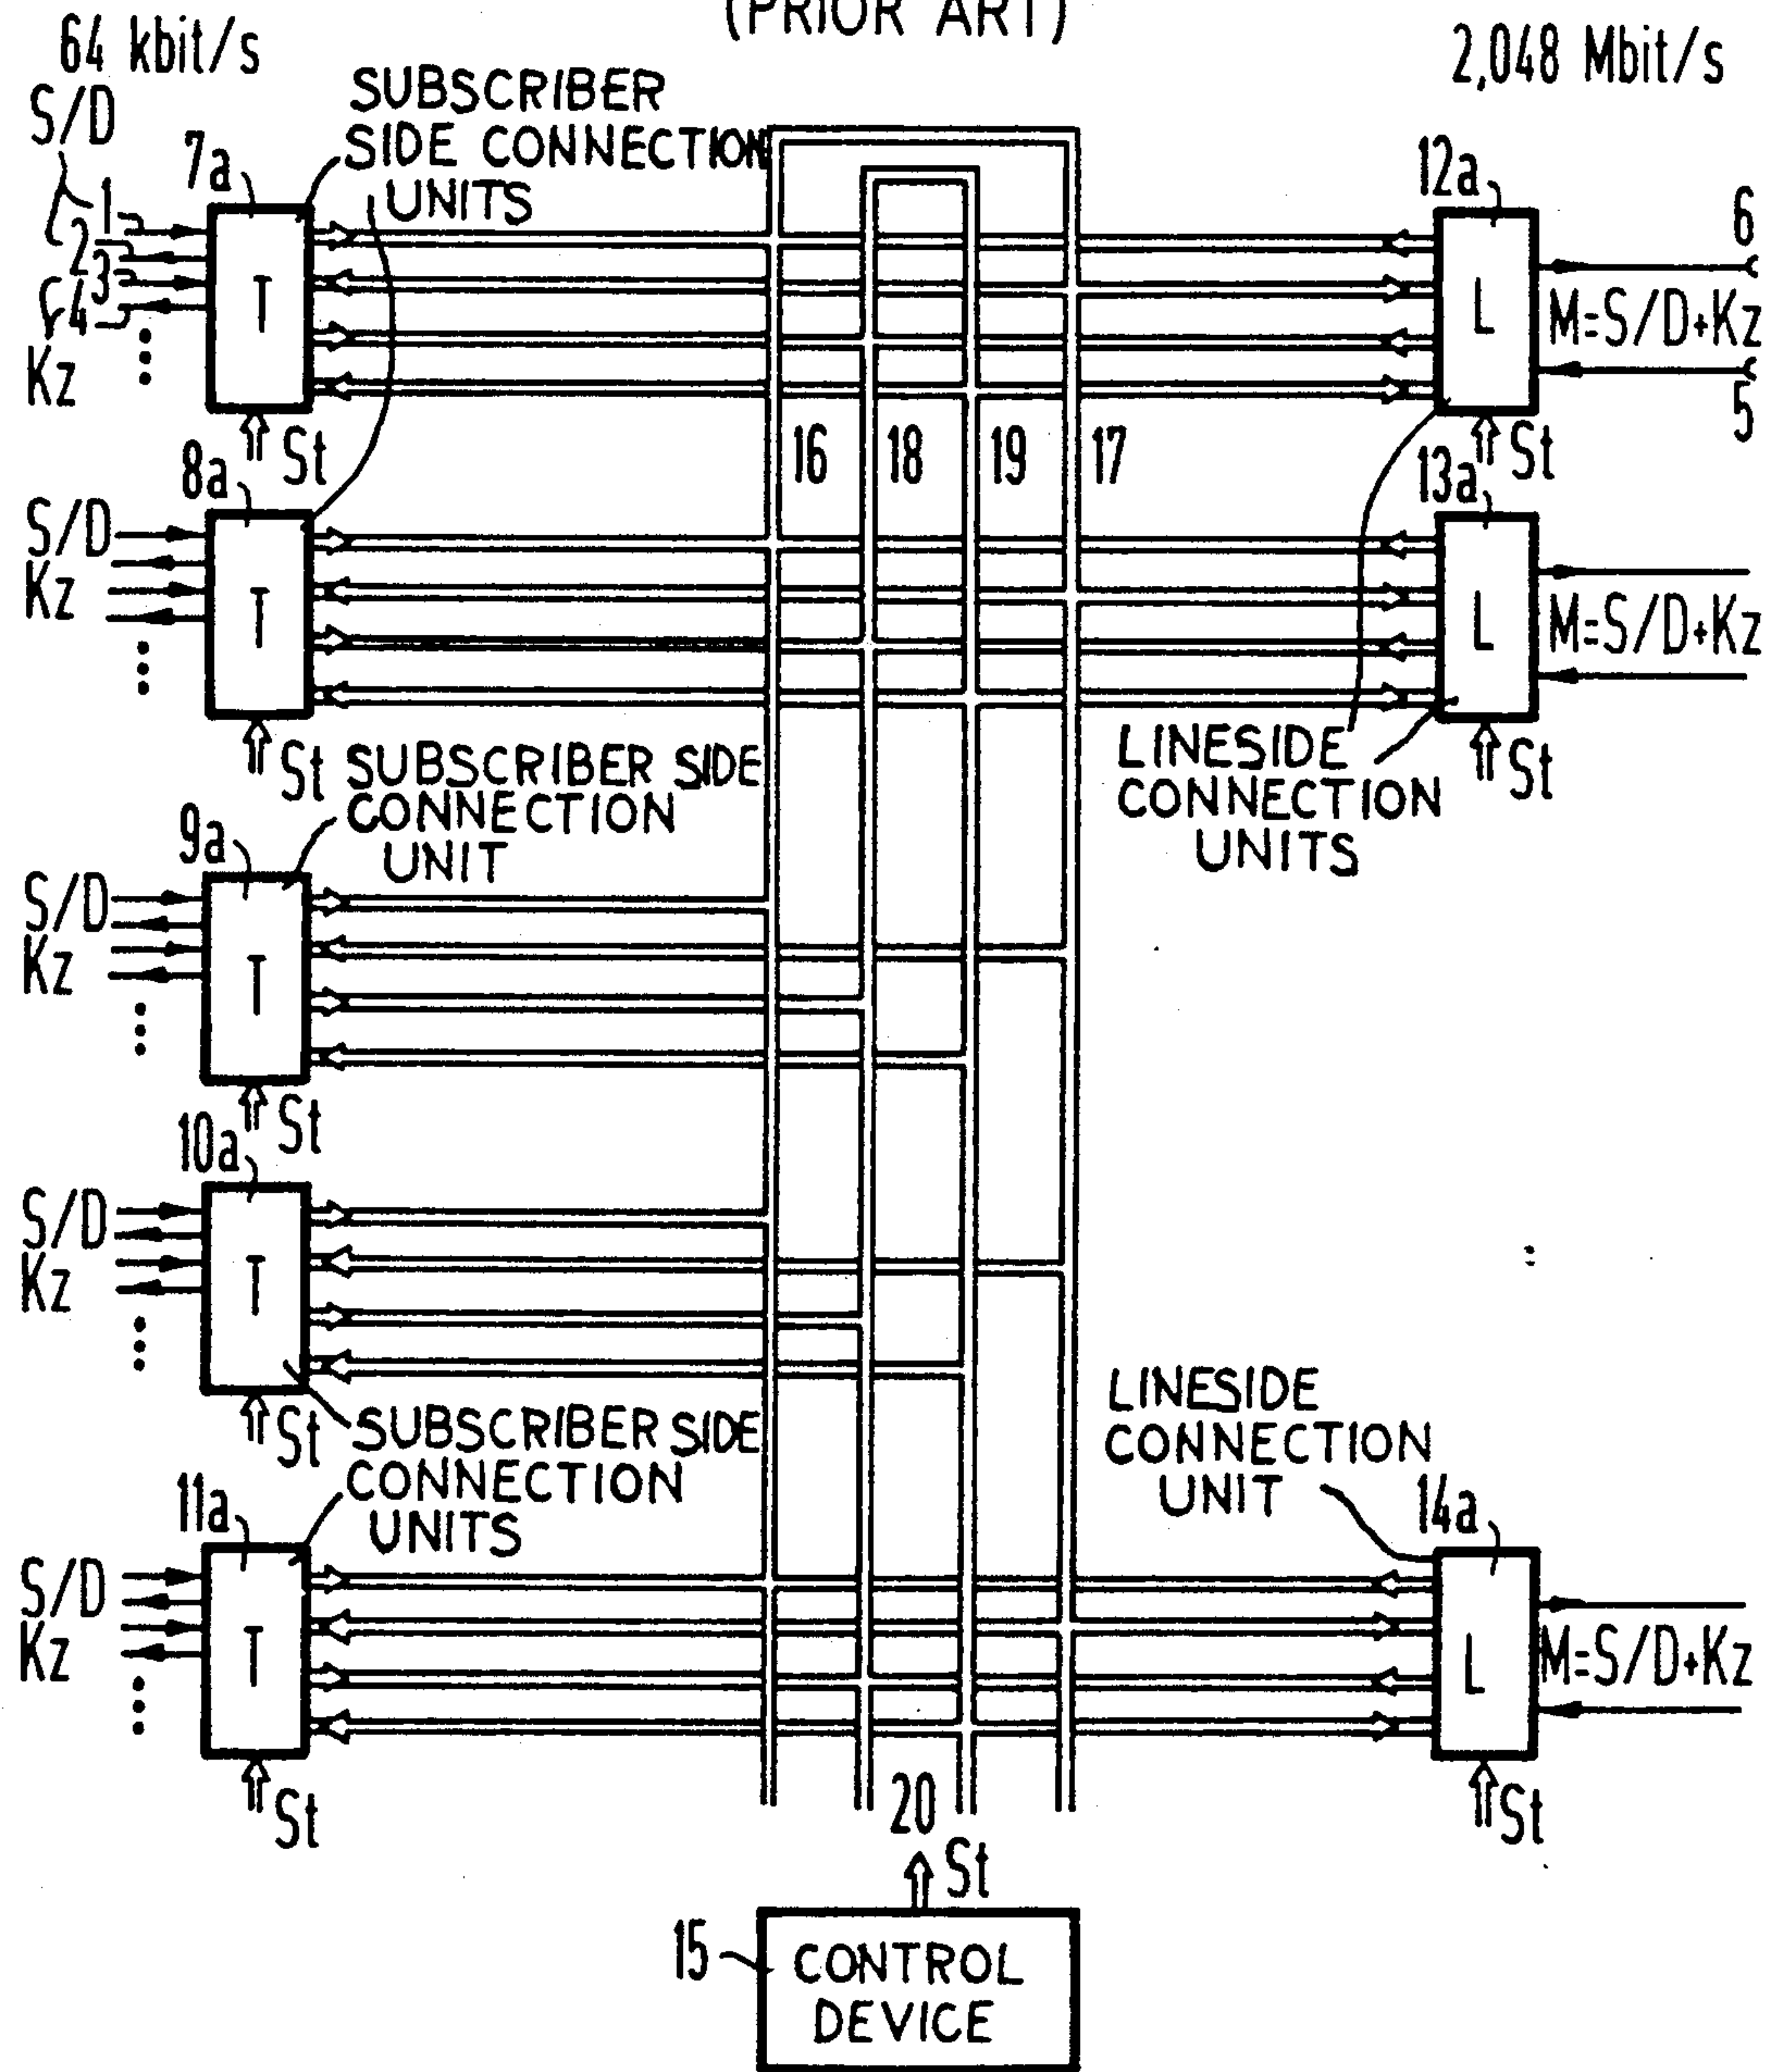 (PRIOR ART)
64 kbit/s
2,048 Mbit/s
S/D
SUBSCRIBER
SIDE CONNECTION
UNITS
7a
12a
1
2
3
4
Kz
T
L
6
M=S/D+Kz
5
St
St
16
18
19
17
8a
13a
S/D
Kz
T
L
M=S/D+Kz
St
St
SUBSCRIBER SIDE
CONNECTION
UNIT
LINESIDE
CONNECTION
UNITS
9a
S/D
Kz
T
St
10a
S/D
Kz
T
St
SUBSCRIBER SIDE
CONNECTION
UNITS
LINESIDE
CONNECTION
UNIT
11a
14a
S/D
Kz
T
L
M=S/D+Kz
St
St
20
St
15
CONTROL
DEVICE